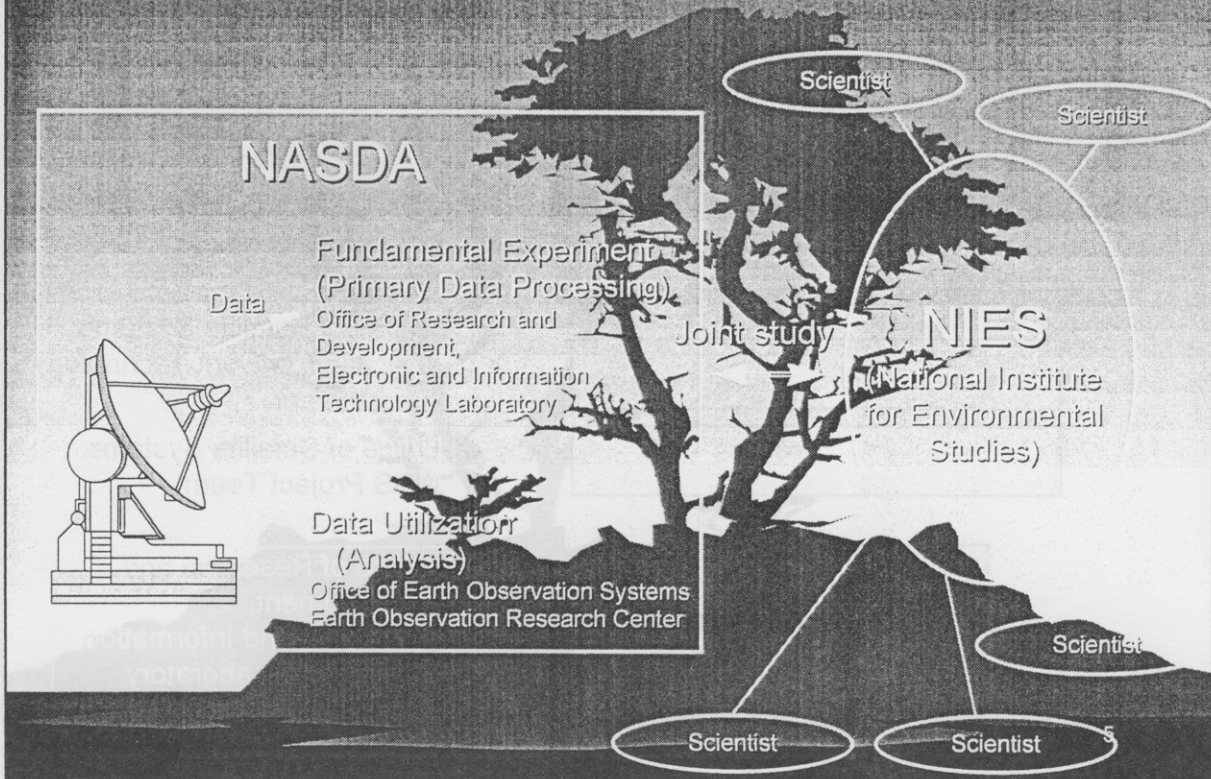 Scientist
Scientist
NASDA
Fundamental Experiment
(Primary Data Processing)
Office of Research and
Development,
Electronic and Information
Technology Laboratory
Data
Joint study
NIES
(National Institute
for Environmental
Studies)
Data Utilization
(Analysis)
Office of Earth Observation Systems
Earth Observation Research Center
Scientist
Scientist
Scientist
5